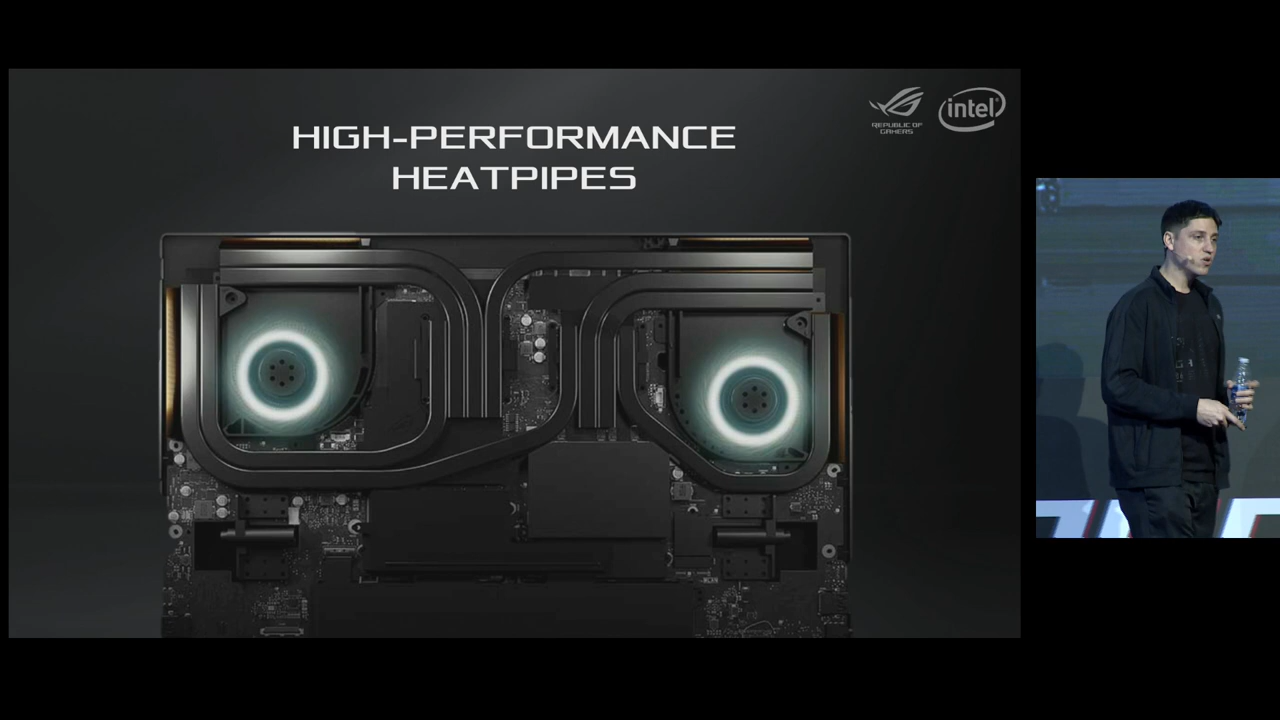 HIGH-PERFORMANCE
HEATPIPES
REPUBLIC OF
GAMERS
intel